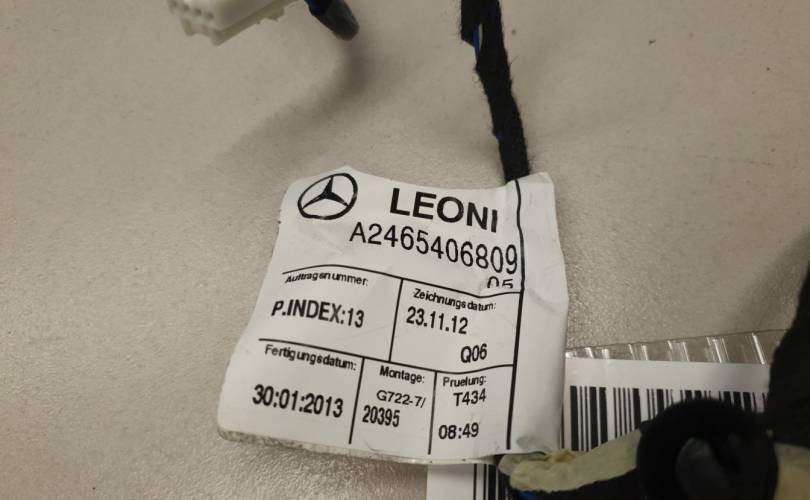 LEONI
A2465406809
05
Auftragsnummer:
P.INDEX:13
Zeichnungsdatum:
23.11.12
Q06
Fertigungsdatum:
30:01:2013
Montage:
G722-7/
20395
Pruelung:
T434
08:49